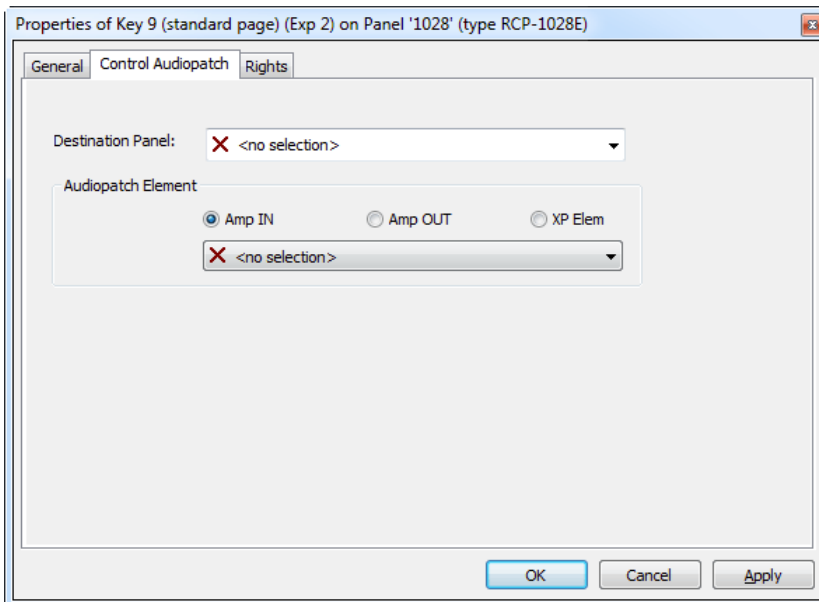 Properties of Key 9 (standard page) (Exp 2) on Panel '1028' (type RCP-1028E)
General Control Audiopatch Rights
Destination Panel: <no selection>
Audiopatch Element
Amp IN Amp OUT XP Elem
<no selection>
OK Cancel Apply